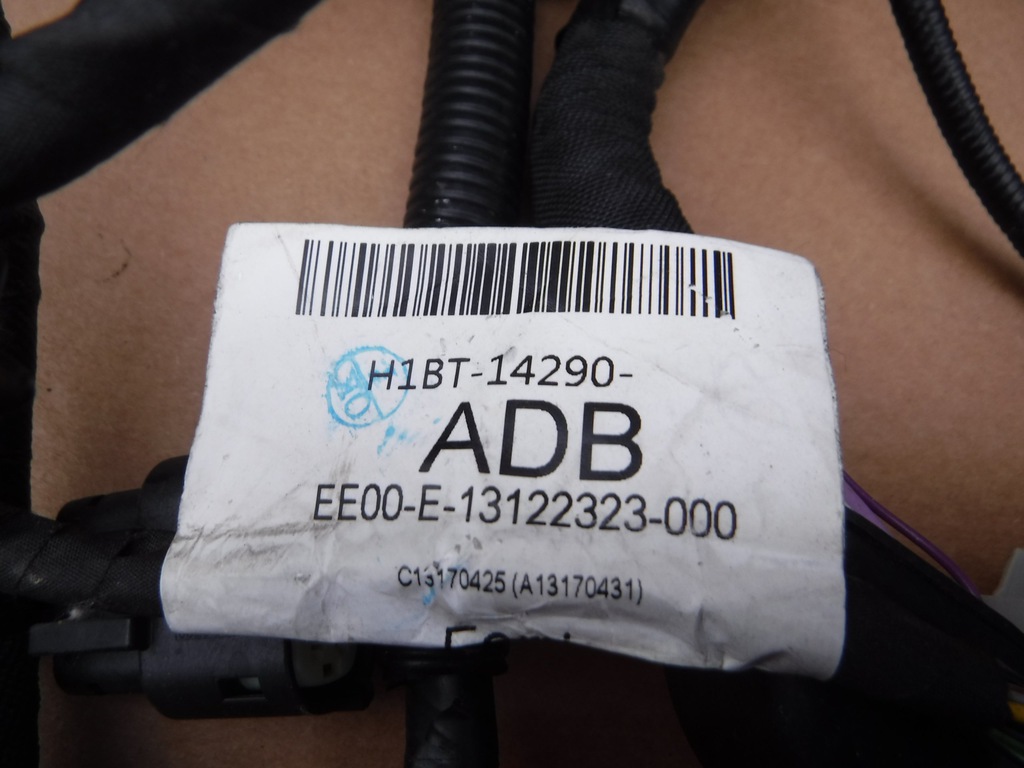 H1BT-14290-
ADB
EE00-E-13122323-000
C13170425 (A13170431)